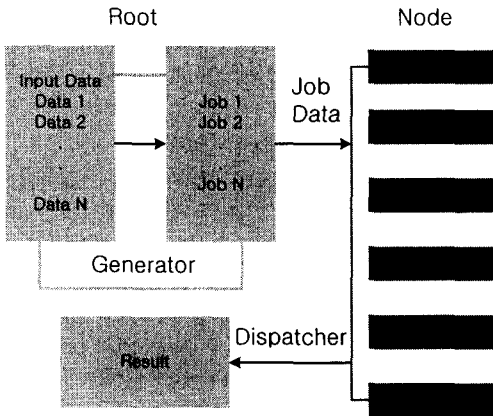 Root
Node
Input Data
Data 1
Data 2
.
.
Data N
Job 1
Job 2
.
.
Job N
Job
Data
Generator
Dispatcher
Result